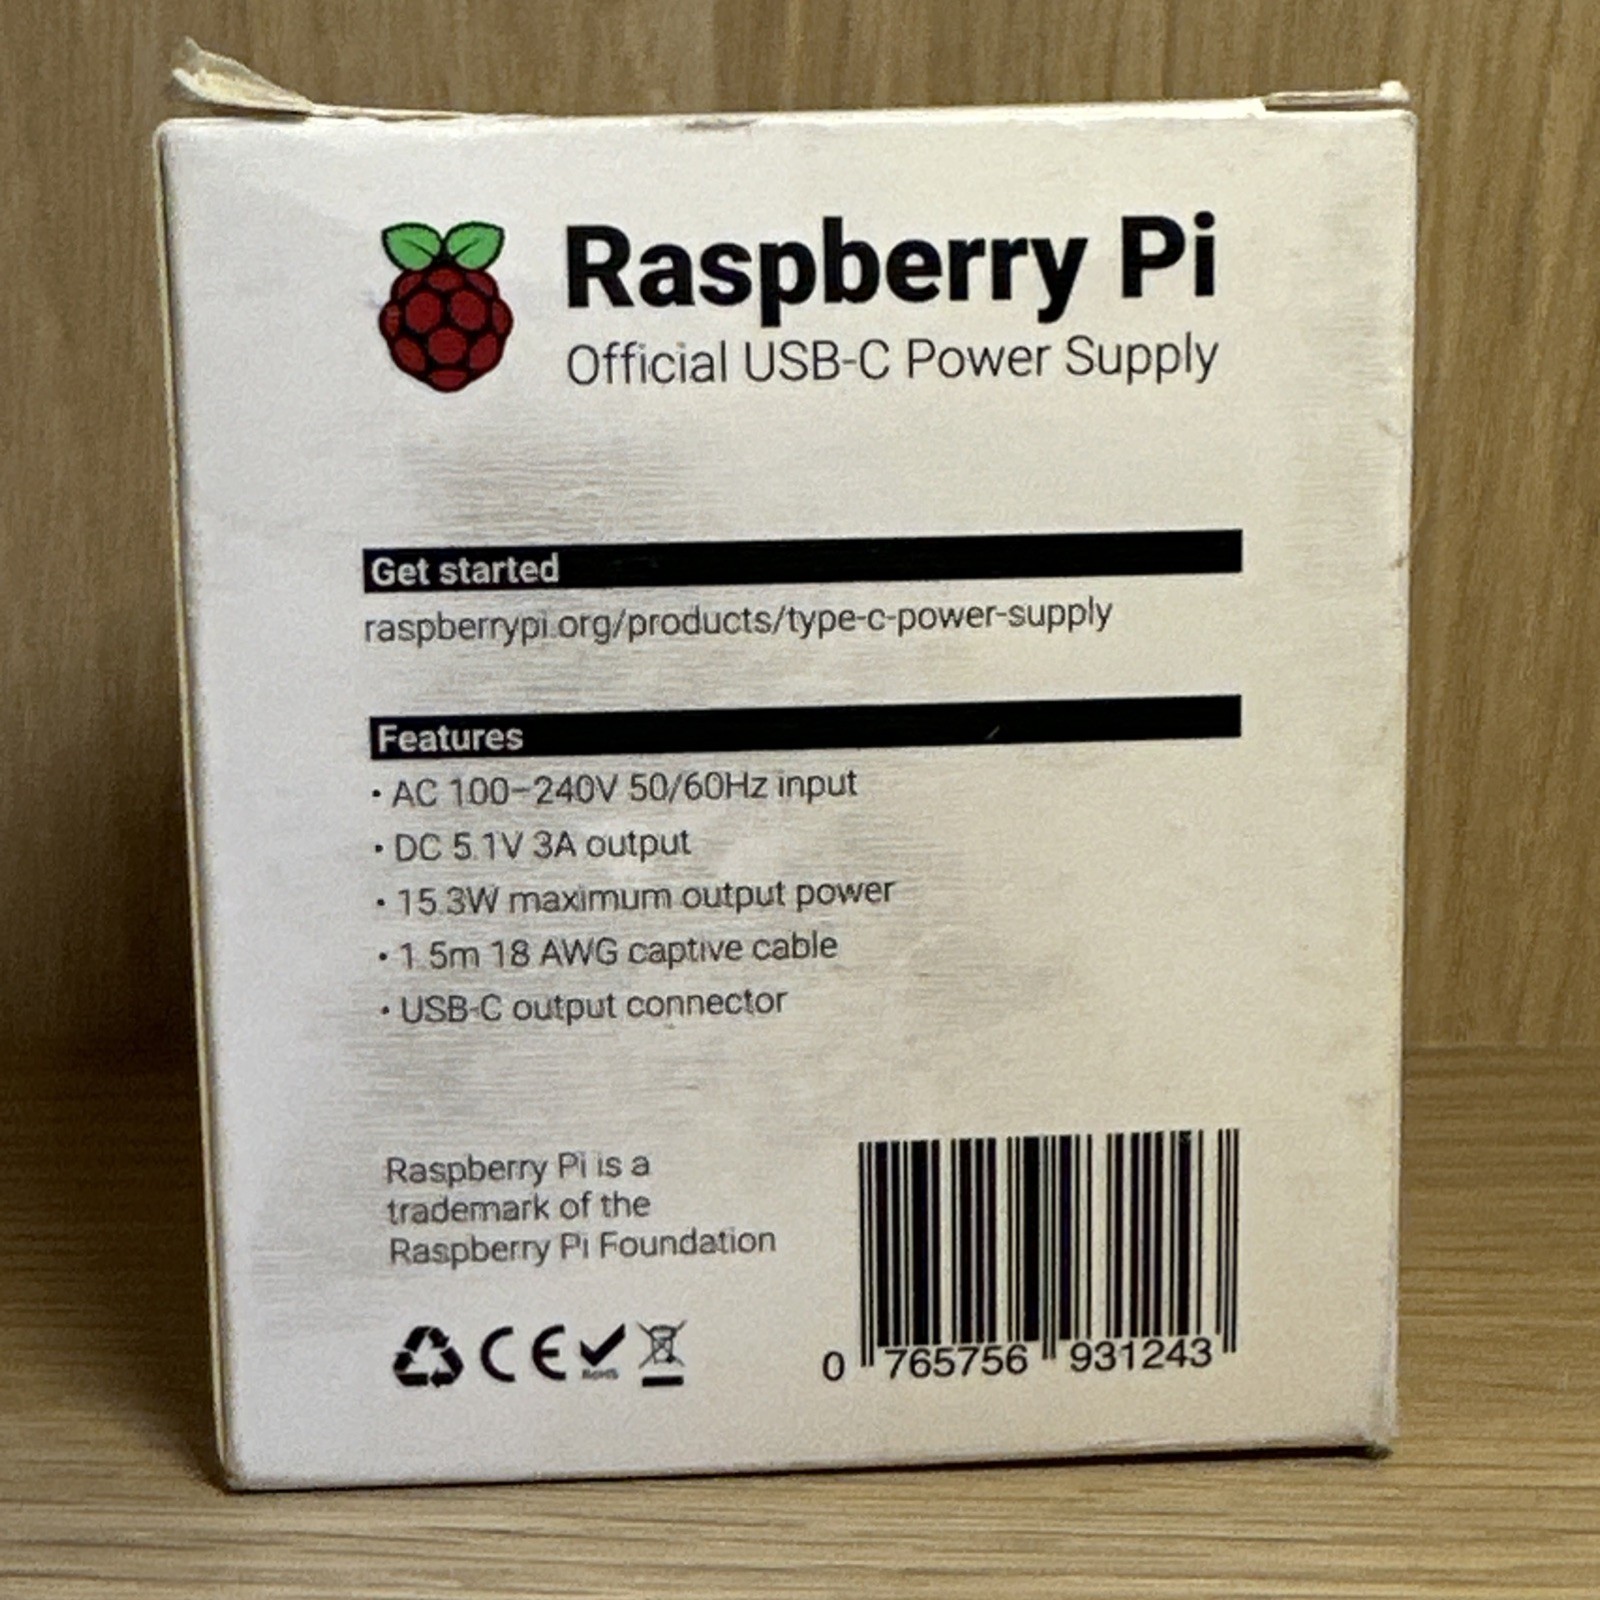 Raspberry Pi
Official USB-C Power Supply
Get started
raspberrypi.org/products/type-c-power-supply
Features
• AC 100–240V 50/60Hz input
• DC 5.1V 3A output
• 15.3W maximum output power
• 1.5m 18 AWG captive cable
• USB-C output connector
Raspberry Pi is a
trademark of the
Raspberry Pi Foundation
CE RoHS
0 765756 931243